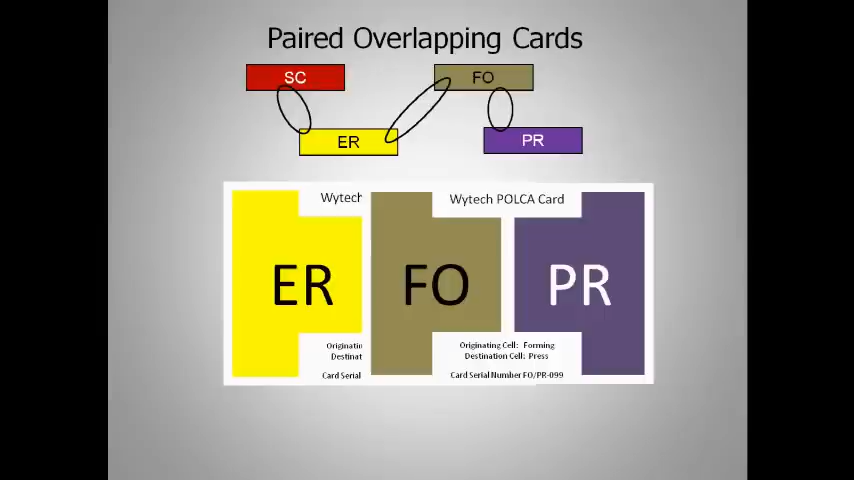 Paired Overlapping Cards
SC
FO
ER
PR
Wytech
Wytech POLCA Card
ER
FO
PR
Originatin
Destinat
Card Serial
Originating Cell: Forming
Destination Cell: Press
Card Serial Number FO/PR-099